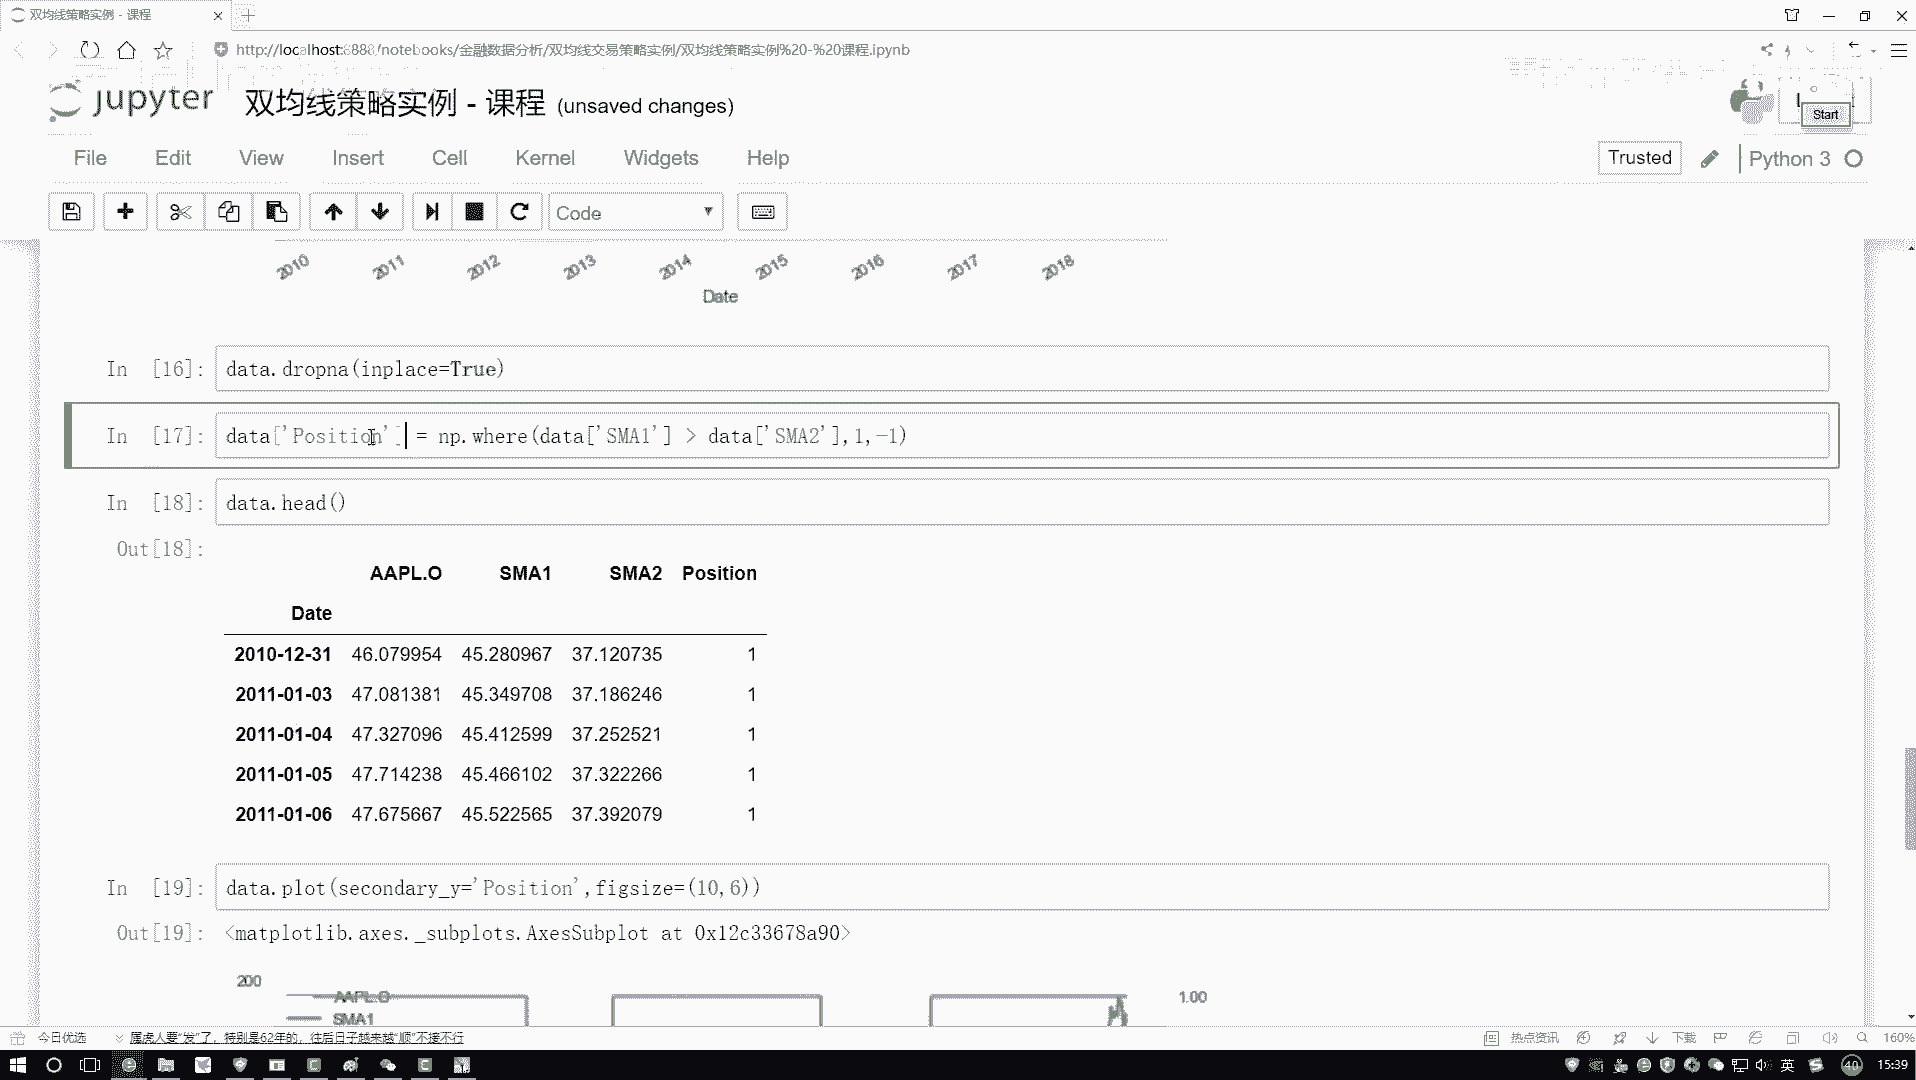 双均线策略实例 - 课程
http://localhost:8888/notebooks/金融数据分析/双均线交易策略实例/双均线策略实例%20-%20课程.ipynb
jupyter 双均线策略实例 - 课程 (unsaved changes)
Start
File Edit View Insert Cell Kernel Widgets Help
Trusted Python 3
Code
2010 2011 2012 2013 2014 2015 2016 2017 2018
Date
In [16]: data.dropna(inplace=True)
In [17]: data['Position'] = np.where(data['SMA1'] > data['SMA2'],1,-1)
In [18]: data.head()
Out[18]:
AAPL.O SMA1 SMA2 Position
Date
2010-12-31 46.079954 45.280967 37.120735 1
2011-01-03 47.081381 45.349708 37.186246 1
2011-01-04 47.327096 45.412599 37.252521 1
2011-01-05 47.714238 45.466102 37.322266 1
2011-01-06 47.675667 45.522565 37.392079 1
In [19]: data.plot(secondary_y='Position',figsize=(10,6))
Out[19]: <matplotlib.axes._subplots.AxesSubplot at 0x12c33678a90>
200
AAPL.O
1.00
SMA1
今日优选 属虎人要“发”了，特别是62年的，往后日子越来越“顺”不接不行
热点资讯 下载 160%
英 40 15:39